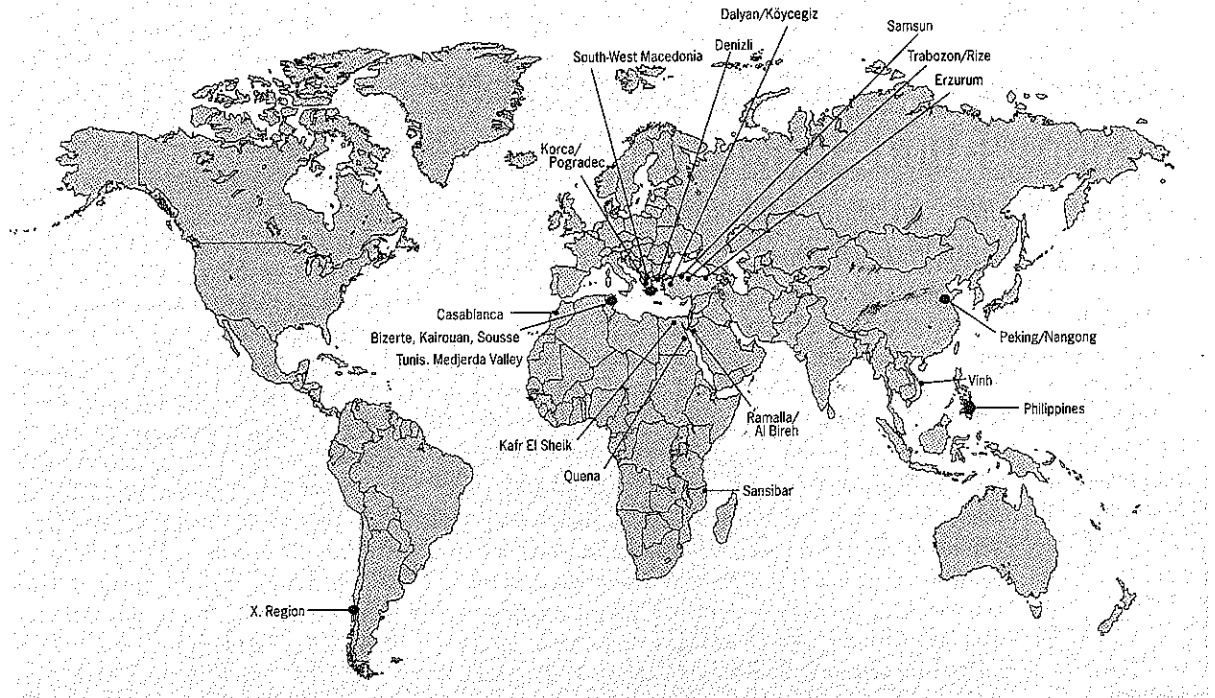 Dalyan/Köycegiz
Samsun
South-West Macedonia
Denizli
Trabozon/Rize
Erzurum
Korca/
Pogradec
Casablanca
Bizerte, Kairouan, Sousse
Tunis. Medjerda Valley
Peking/Nangong
Vinh
Philippines
Ramalla/
Al Bireh
Kafr El Sheik
Quena
Sansibar
X. Region